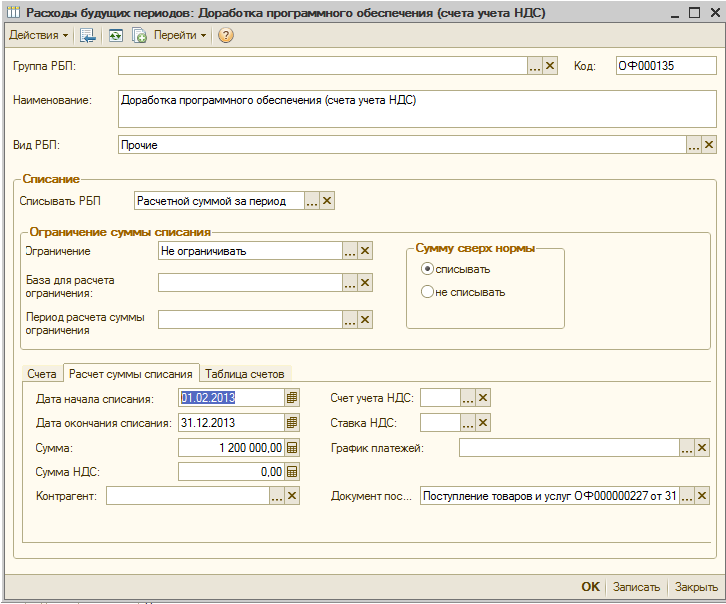 Расходы будущих периодов: Доработка программного обеспечения (счета учета НДС)
Действия Перейти
Группа РБП: ... Код: ОФ000135
Наименование: Доработка программного обеспечения (счета учета НДС)
Вид РБП: Прочие ...
Списание
Списывать РБП Расчетной суммой за период ...
Ограничение суммы списания
Ограничение Не ограничивать ...
Сумму сверх нормы
списывать
База для расчета
ограничения: ...
не списывать
Период расчета суммы
ограничения ...
Счета Расчет суммы списания Таблица счетов
Дата начала списания: 01.02.2013 Счет учета НДС: ...
Дата окончания списания: 31.12.2013 Ставка НДС: ...
Сумма: 1 200 000,00 График платежей: ...
Сумма НДС: 0,00
Контрагент: ... Документ пос... Поступление товаров и услуг ОФ000000227 от 31 ...
OK Записать Закрыть